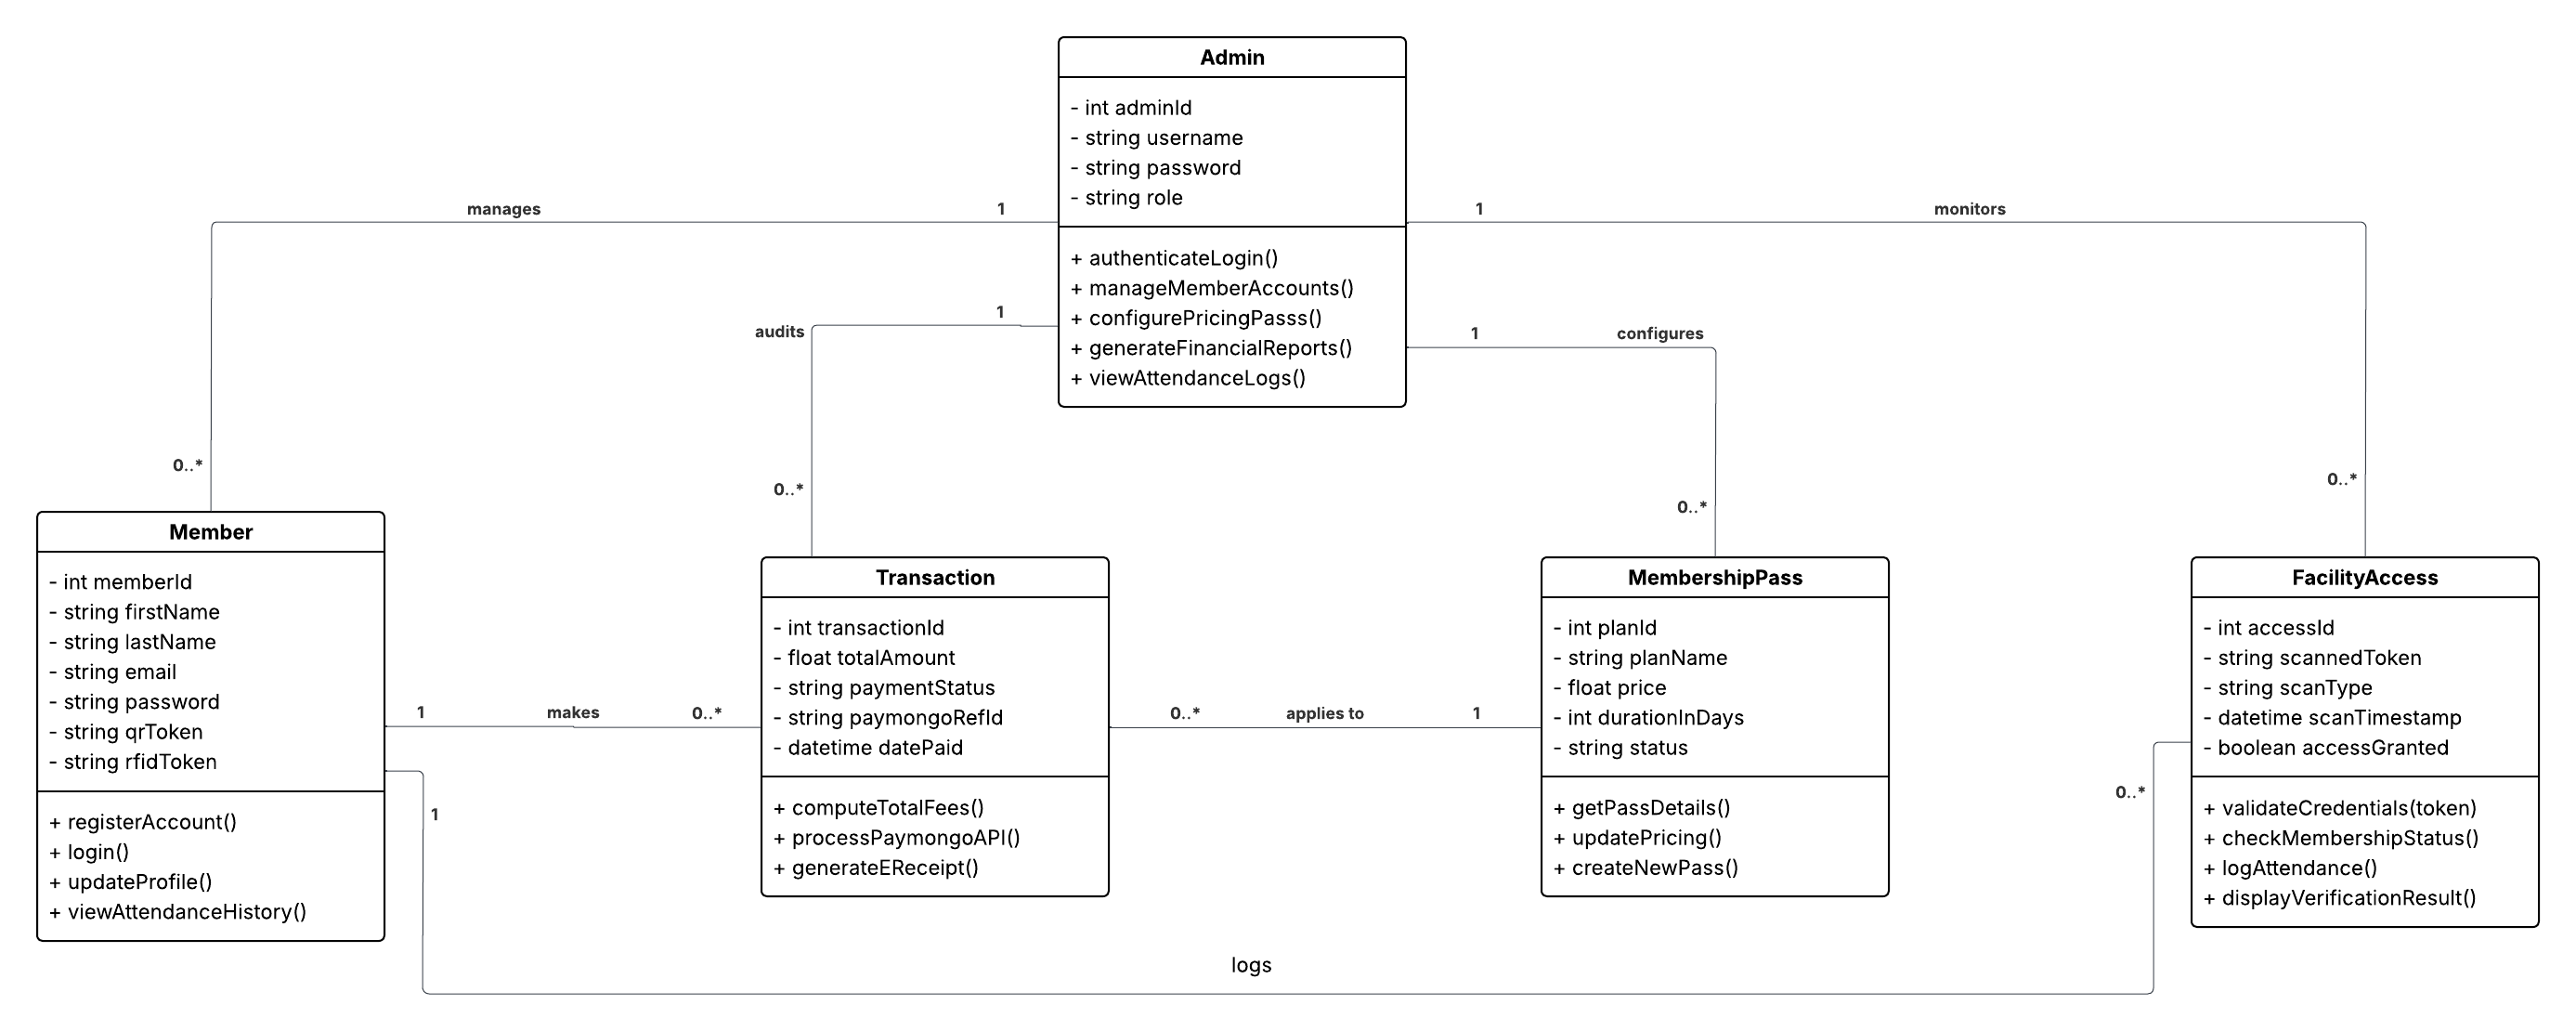 Admin
- int adminId
- string username
- string password
- string role
+ authenticateLogin()
+ manageMemberAccounts()
+ configurePricingPasss()
+ generateFinancialReports()
+ viewAttendanceLogs()
manages
1
1
monitors
audits
1
1
configures
0..*
0..*
0..*
0..*
Member
- int memberId
- string firstName
- string lastName
- string email
- string password
- string qrToken
- string rfidToken
+ registerAccount()
+ login()
+ updateProfile()
+ viewAttendanceHistory()
1
makes
0..*
Transaction
- int transactionId
- float totalAmount
- string paymentStatus
- string paymongoRefId
- datetime datePaid
+ computeTotalFees()
+ processPaymongoAPI()
+ generateEReceipt()
0..*
applies to
1
MembershipPass
- int planId
- string planName
- float price
- int durationInDays
- string status
+ getPassDetails()
+ updatePricing()
+ createNewPass()
FacilityAccess
- int accessId
- string scannedToken
- string scanType
- datetime scanTimestamp
- boolean accessGranted
+ validateCredentials(token)
+ checkMembershipStatus()
+ logAttendance()
+ displayVerificationResult()
1
0..*
logs